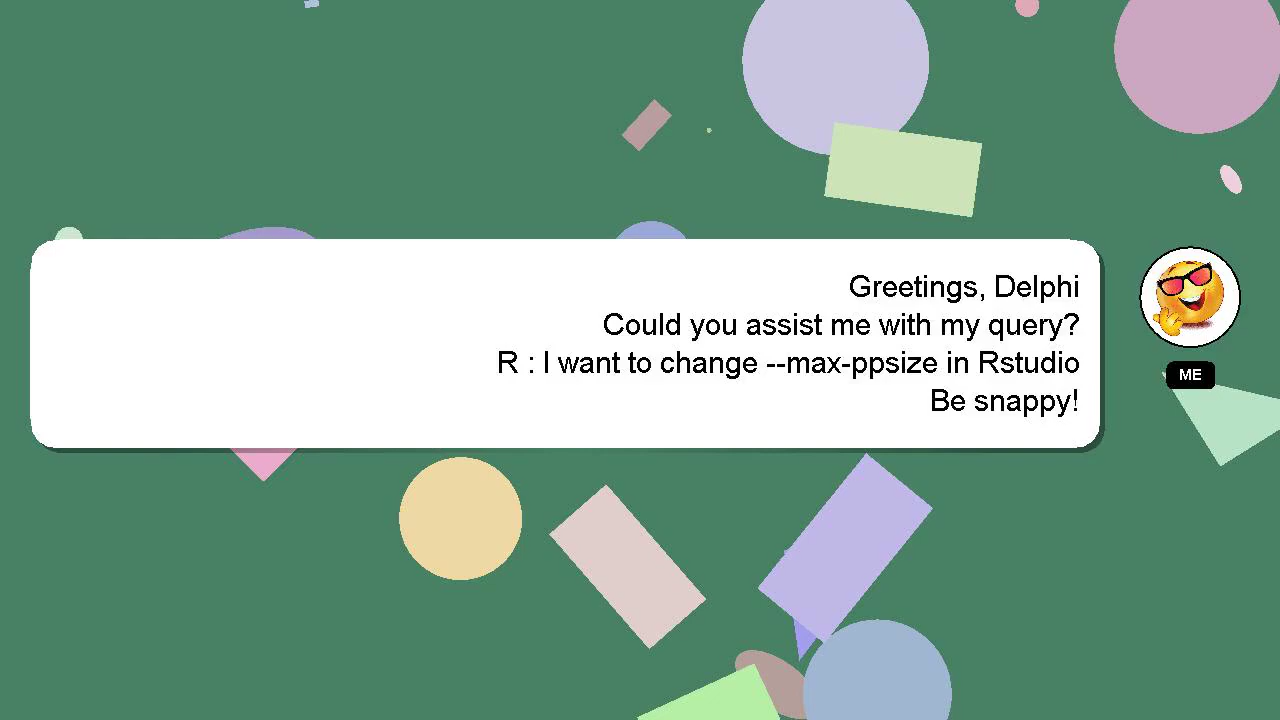 Greetings, Delphi
Could you assist me with my query?
R : I want to change --max-ppsize in Rstudio
Be snappy!
ME